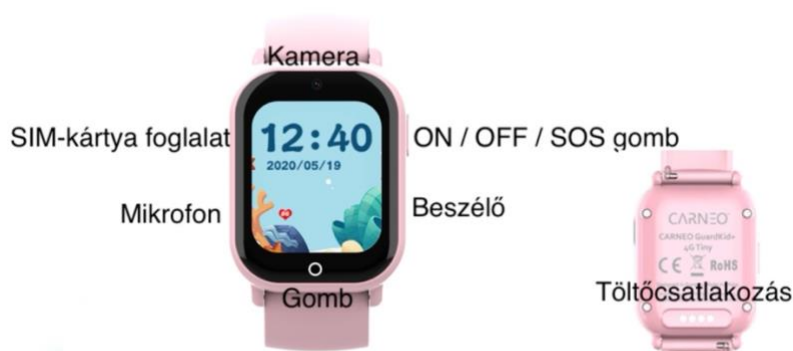 Kamera
SIM-kártya foglalat
12:40
2020/05/19
ON / OFF / SOS gomb
Mikrofon
Beszélő
Gomb
CARNEO
CARNEO GuardKid+
4G Tiny
CE RoHS
Töltőcsatlakozás